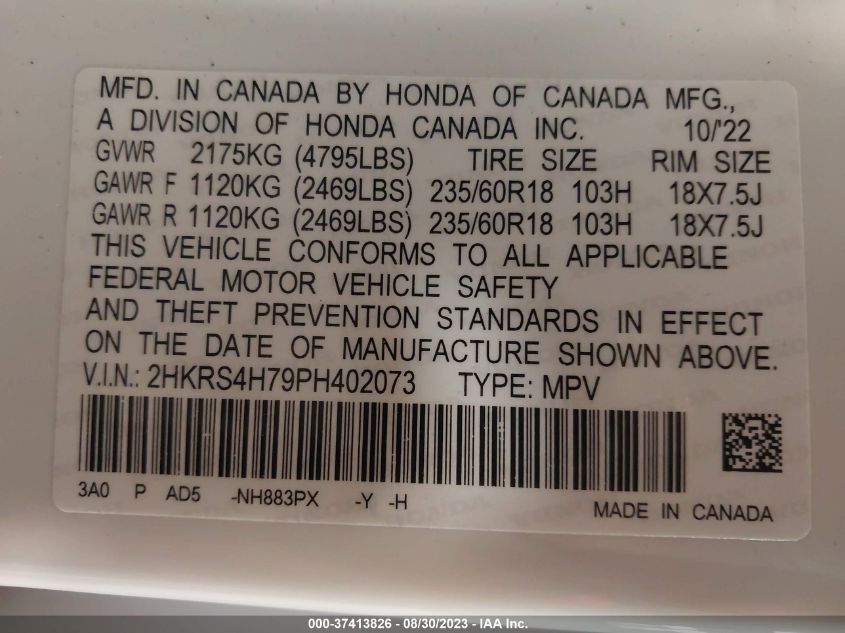 MFD. IN CANADA BY HONDA OF CANADA MFG.,
A DIVISION OF HONDA CANADA INC. 10/'22
GVWR 2175KG (4795LBS) TIRE SIZE RIM SIZE
GAWR F 1120KG (2469LBS) 235/60R18 103H 18X7.5J
GAWR R 1120KG (2469LBS) 235/60R18 103H 18X7.5J
THIS VEHICLE CONFORMS TO ALL APPLICABLE
FEDERAL MOTOR VEHICLE SAFETY
AND THEFT PREVENTION STANDARDS IN EFFECT
ON THE DATE OF MANUFACTURE SHOWN ABOVE.
V.I.N.: 2HKRS4H79PH402073 TYPE: MPV
3A0 P AD5 -NH883PX -Y -H
MADE IN CANADA
000-37413826 - 08/30/2023 - IAA Inc.